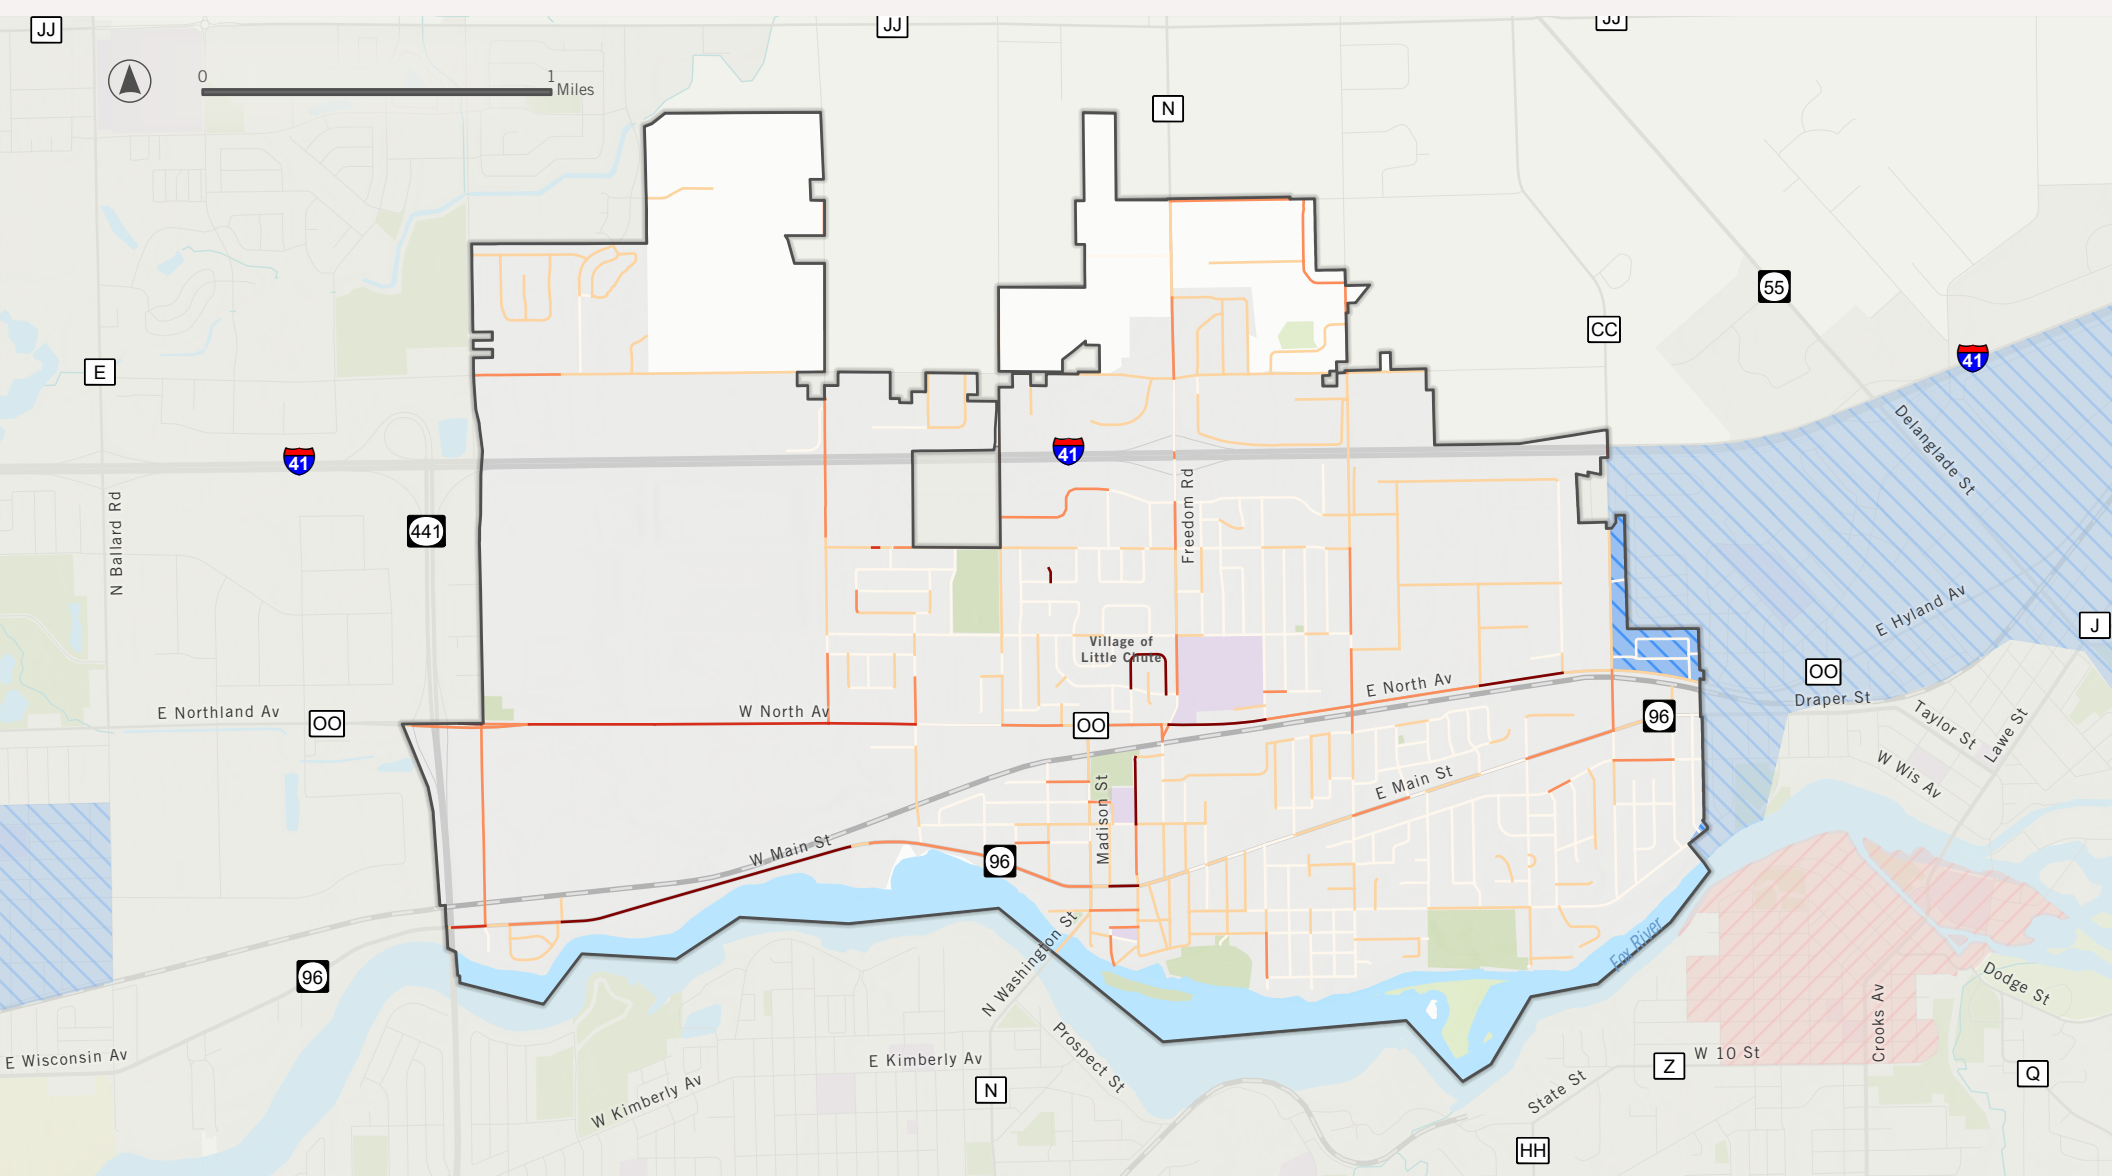 JJ
JJ
JJ
0
1
Miles
N
55
CC
E
41
41
41
441
N Ballard Rd
Freedom Rd
Delanglade St
E Hyland Av
J
Village of
Little Chute
OO
E North Av
E Northland Av
OO
W North Av
OO
96
Draper St
Taylor St
Lawe St
W Wis Av
E Main St
Madison St
W Main St
96
Fox River
N Washington St
96
Dodge St
Crooks Av
E Wisconsin Av
Prospect St
E Kimberly Av
W 10 St
Z
Q
N
W Kimberly Av
State St
HH